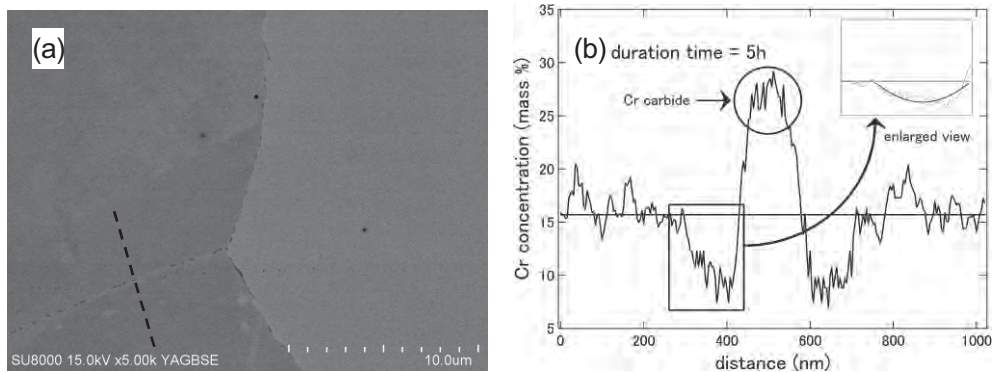 (a)
SU8000 15.0kV x5.00k YAGBSE
10.0um
(b)
duration time = 5h
Cr carbide
enlarged view
Cr concentration (mass %)
35
30
25
20
15
10
5
0
200
400
600
800
1000
distance (nm)